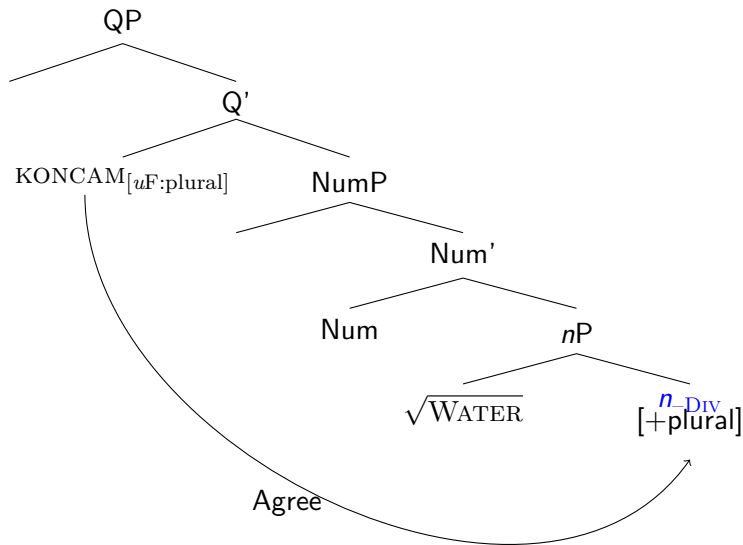 QP
Q'
KONCAM[uF:plural] NumP
Num'
Num nP
√WATER n–DIV
[+plural]
Agree